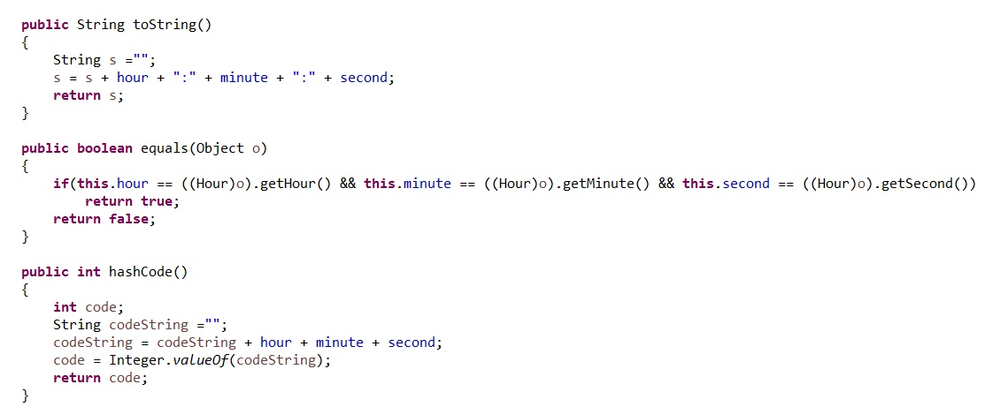 public String toString()
{
    String s ="";
    s = s + hour + ":" + minute + ":" + second;
    return s;
}

public boolean equals(Object o)
{
    if(this.hour == ((Hour)o).getHour() && this.minute == ((Hour)o).getMinute() && this.second == ((Hour)o).getSecond())
        return true;
    return false;
}

public int hashCode()
{
    int code;
    String codeString ="";
    codeString = codeString + hour + minute + second;
    code = Integer.valueOf(codeString);
    return code;
}